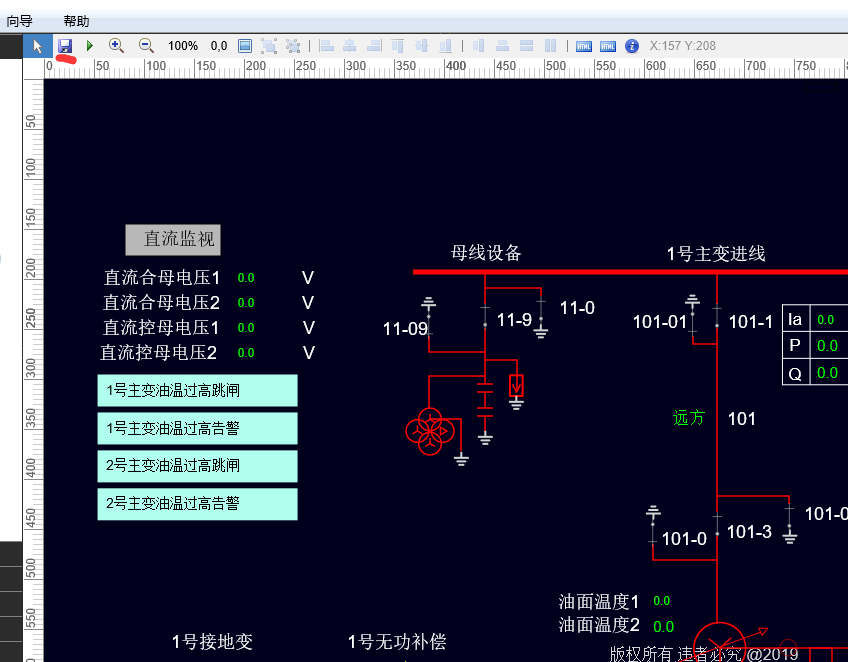 向导 帮助
100% 0,0 HTML HTML i X:157 Y:208
0 50 100 150 200 250 300 350 400 450 500 550 600 650 700 750
50
100
150
200
250
300
350
400
450
500
550
直流监视
母线设备
1号主变进线
直流合母电压1 0.0 V
直流合母电压2 0.0 V
直流控母电压1 0.0 V
直流控母电压2 0.0 V
11-09
11-9
11-0
101-01
101-1
Ia 0.0
P 0.0
Q 0.0
1号主变油温过高跳闸
1号主变油温过高告警
2号主变油温过高跳闸
2号主变油温过高告警
远方 101
101-0
101-3
101-0
油面温度1 0.0
油面温度2 0.0
1号接地变
1号无功补偿
版权所有 违者必究 @2019